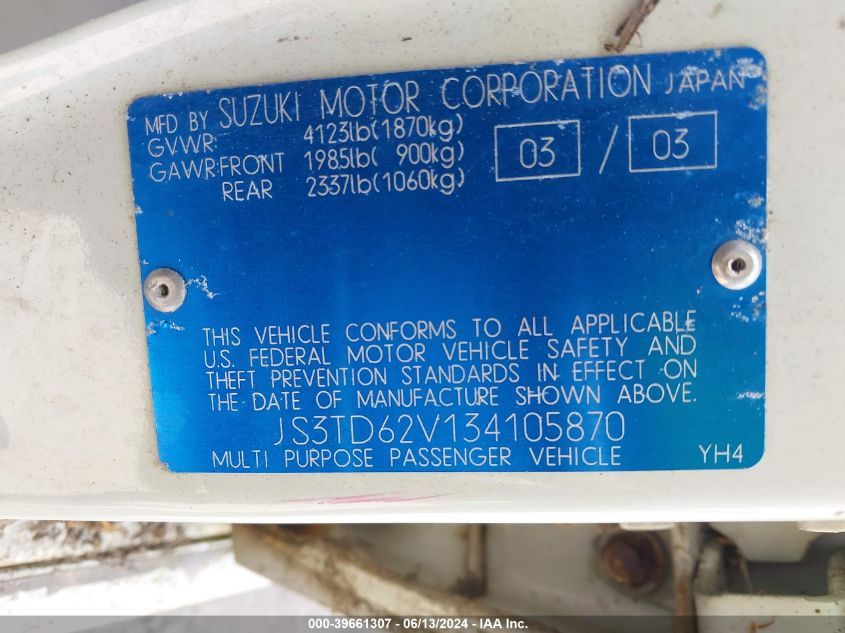 MFD BY SUZUKI MOTOR CORPORATION JAPAN
GVWR: 4123lb(1870kg)
GAWR:FRONT 1985lb( 900kg) 03 / 03
REAR 2337lb(1060kg)
THIS VEHICLE CONFORMS TO ALL APPLICABLE
U.S. FEDERAL MOTOR VEHICLE SAFETY AND
THEFT PREVENTION STANDARDS IN EFFECT ON
THE DATE OF MANUFACTURE SHOWN ABOVE.
JS3TD62V134105870
MULTI PURPOSE PASSENGER VEHICLE YH4
000-39661307 - 06/13/2024 - IAA Inc.